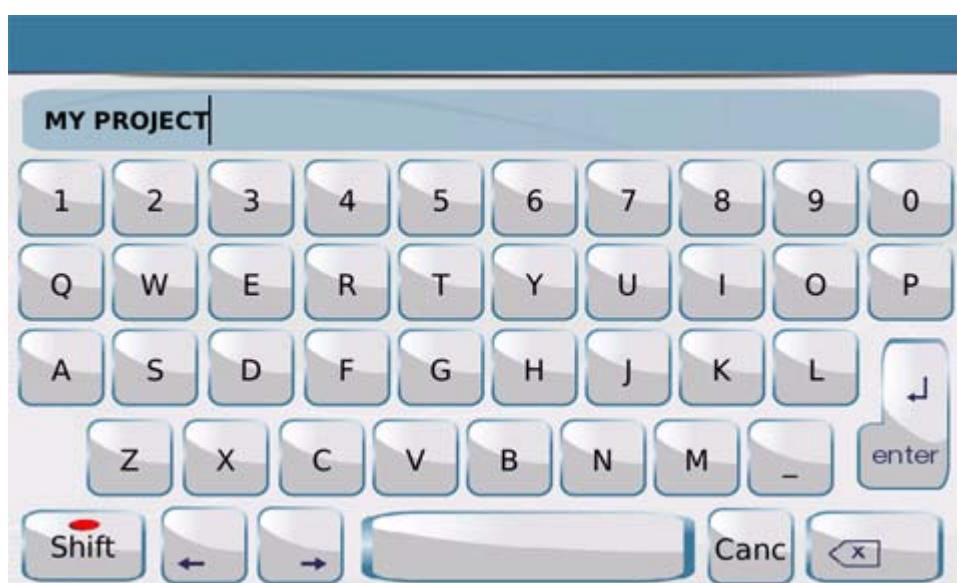 MY PROJECT
1 2 3 4 5 6 7 8 9 0
Q W E R T Y U I O P
A S D F G H J K L
enter
Z X C V B N M _
Shift ← → Canc x